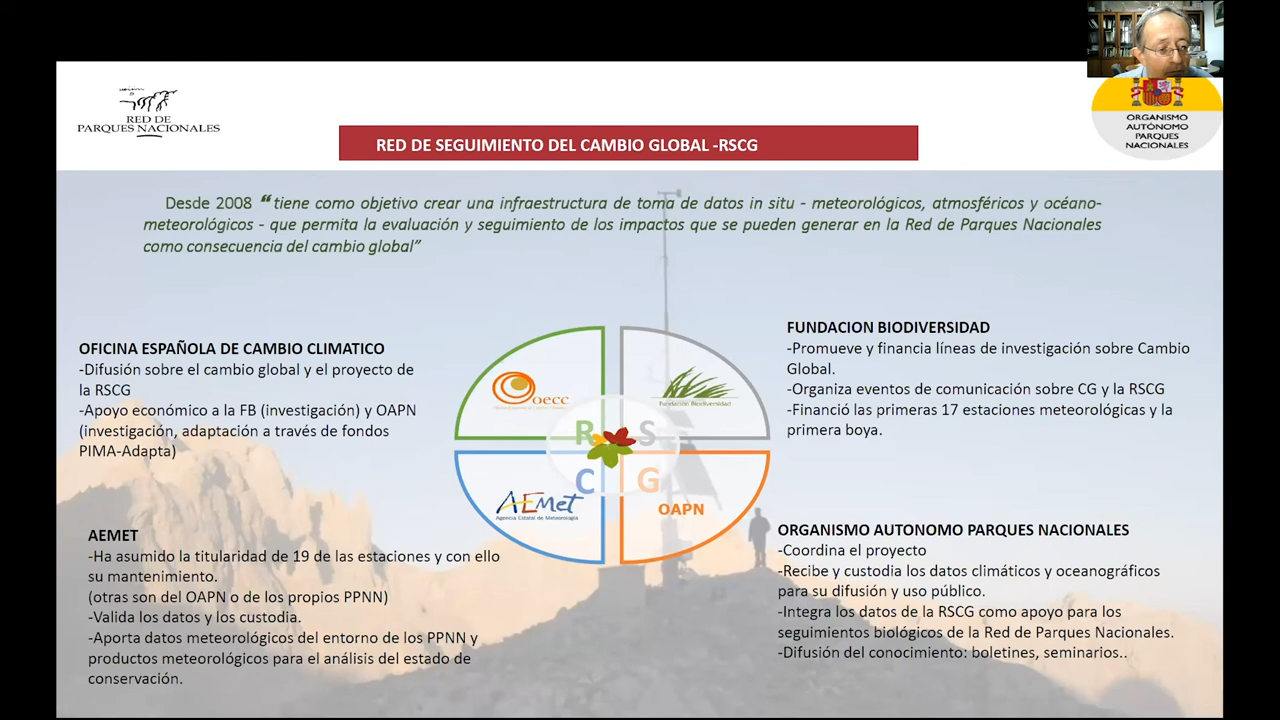 RED DE
PARQUES NACIONALES
ORGANISMO
AUTÓNOMO
PARQUES
NACIONALES
RED DE SEGUIMIENTO DEL CAMBIO GLOBAL -RSCG
Desde 2008 “ tiene como objetivo crear una infraestructura de toma de datos in situ - meteorológicos, atmosféricos y océano-
meteorológicos - que permita la evaluación y seguimiento de los impactos que se pueden generar en la Red de Parques Nacionales
como consecuencia del cambio global”
OFICINA ESPAÑOLA DE CAMBIO CLIMATICO
-Difusión sobre el cambio global y el proyecto de
la RSCG
-Apoyo económico a la FB (investigación) y OAPN
(investigación, adaptación a través de fondos
PIMA-Adapta)
FUNDACION BIODIVERSIDAD
-Promueve y financia líneas de investigación sobre Cambio
Global.
-Organiza eventos de comunicación sobre CG y la RSCG
-Financió las primeras 17 estaciones meteorológicas y la
primera boya.
oecc
Fundación Biodiversidad
R S
C G
AEMet
Agencia Estatal de Meteorología
OAPN
AEMET
-Ha asumido la titularidad de 19 de las estaciones y con ello
su mantenimiento.
(otras son del OAPN o de los propios PPNN)
-Valida los datos y los custodia.
-Aporta datos meteorológicos del entorno de los PPNN y
productos meteorológicos para el análisis del estado de
conservación.
ORGANISMO AUTONOMO PARQUES NACIONALES
-Coordina el proyecto
-Recibe y custodia los datos climáticos y oceanográficos
para su difusión y uso público.
-Integra los datos de la RSCG como apoyo para los
seguimientos biológicos de la Red de Parques Nacionales.
-Difusión del conocimiento: boletines, seminarios..